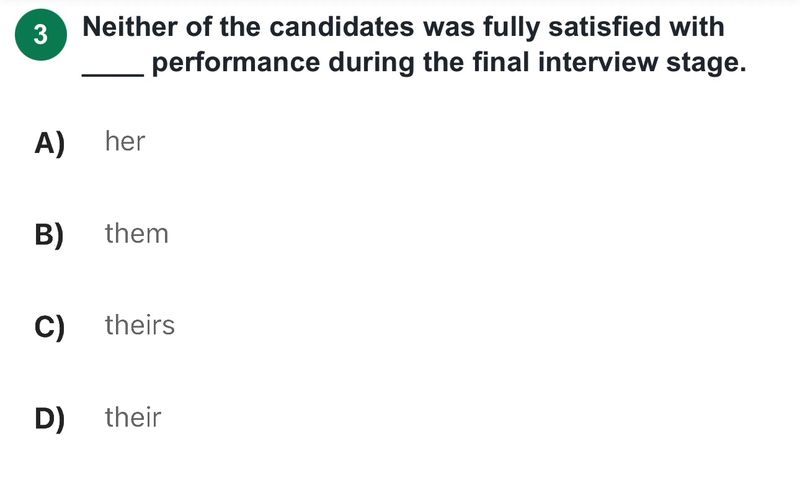 3 Neither of the candidates was fully satisfied with
____ performance during the final interview stage.
A) her
B) them
C) theirs
D) their